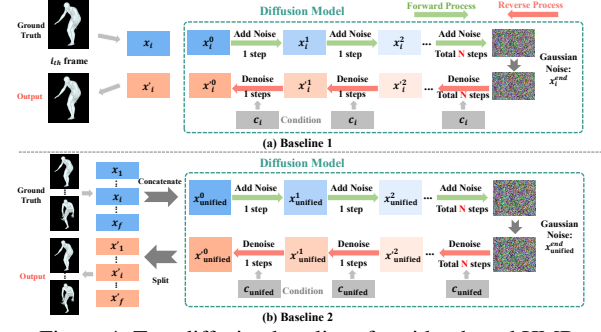 Diffusion Model
Forward Process
Reverse Process
Ground
Truth
i_th frame
Output
x_i
x'_i
x_i^0 Add Noise x_i^1 Add Noise x_i^2 ... Add Noise
1 step 1 step Total N steps
x'_i^0 Denoise x'_i^1 Denoise x'_i^2 ... Denoise
1 steps 1 steps Total N steps
Gaussian
Noise:
x_i^end
c_i Condition c_i c_i
(a) Baseline 1
Diffusion Model
Ground
Truth
Output
x_1
⋮
x_i
⋮
x_f
Concatenate
x'_1
⋮
x'_i
⋮
x'_f
Split
x_unified^0 Add Noise x_unified^1 Add Noise x_unified^2 ... Add Noise
1 step 1 step Total N steps
x'_unified^0 Denoise x'_unified^1 Denoise x'_unified^2 ... Denoise
1 steps 1 steps Total N steps
Gaussian
Noise:
x_unified^end
c_unifed Condition c_unifed c_unifed
(b) Baseline 2